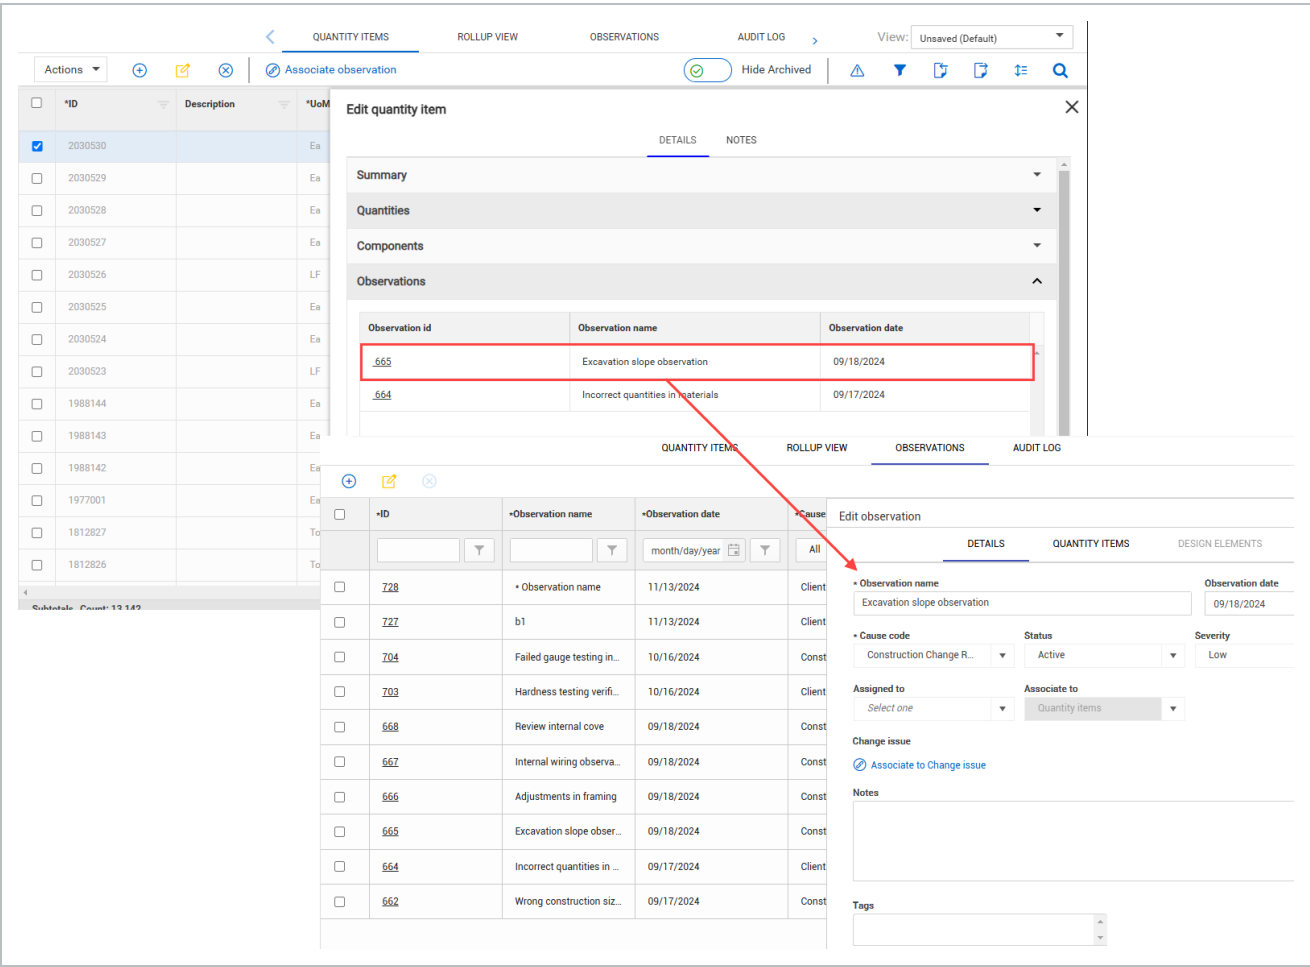 QUANTITY ITEMS ROLLUP VIEW OBSERVATIONS AUDIT LOG View: Unsaved (Default)
Actions Associate observation Hide Archived
*ID Description *UoM
2030530 Ea
2030529 Ea
2030528 Ea
2030527 Ea
2030526 LF
2030525 Ea
2030524 Ea
2030523 LF
1988144 Ea
1988143 Ea
1988142 Ea
1977001 Ea
1812827 To
1812826 To
Subtotals Count: 13,142
Edit quantity item
DETAILS NOTES
Summary
Quantities
Components
Observations
Observation id Observation name Observation date
665 Excavation slope observation 09/18/2024
664 Incorrect quantities in materials 09/17/2024
QUANTITY ITEMS ROLLUP VIEW OBSERVATIONS AUDIT LOG
*ID *Observation name *Observation date *Cause
month/day/year All
728 * Observation name 11/13/2024 Client
727 b1 11/13/2024 Client
704 Failed gauge testing in... 10/16/2024 Const
703 Hardness testing verifi... 10/16/2024 Client
668 Review internal cove 09/18/2024 Const
667 Internal wiring observa... 09/18/2024 Const
666 Adjustments in framing 09/18/2024 Const
665 Excavation slope obser... 09/18/2024 Const
664 Incorrect quantities in ... 09/17/2024 Client
662 Wrong construction siz... 09/17/2024 Const
Edit observation
DETAILS QUANTITY ITEMS DESIGN ELEMENTS
* Observation name Observation date
Excavation slope observation 09/18/2024
* Cause code Status Severity
Construction Change R... Active Low
Assigned to Associate to
Select one Quantity items
Change issue
Associate to Change issue
Notes
Tags